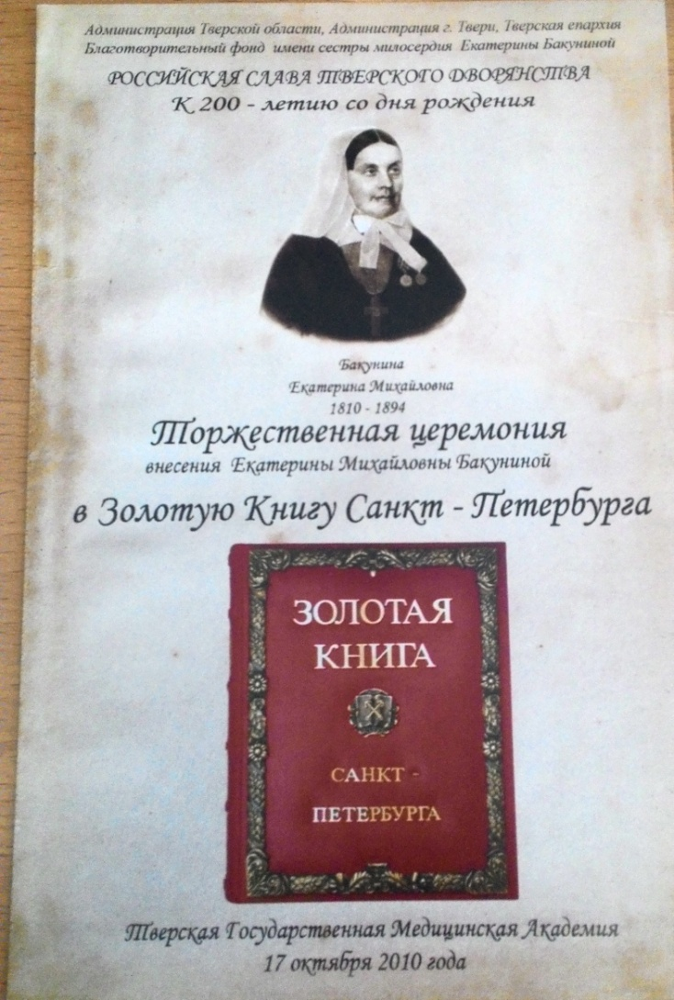 Администрация Тверской области, Администрация г. Твери, Тверская епархия
Благотворительный фонд имени сестры милосердия Екатерины Бакуниной
РОССИЙСКАЯ СЛАВА ТВЕРСКОГО ДВОРЯНСТВА
К 200 - летию со дня рождения
Бакунина
Екатерина Михайловна
1810 - 1894
Торжественная церемония
внесения Екатерины Михайловны Бакуниной
в Золотую Книгу Санкт - Петербурга
ЗОЛОТАЯ
КНИГА
САНКТ -
ПЕТЕРБУРГА
Тверская Государственная Медицинская Академия
17 октября 2010 года